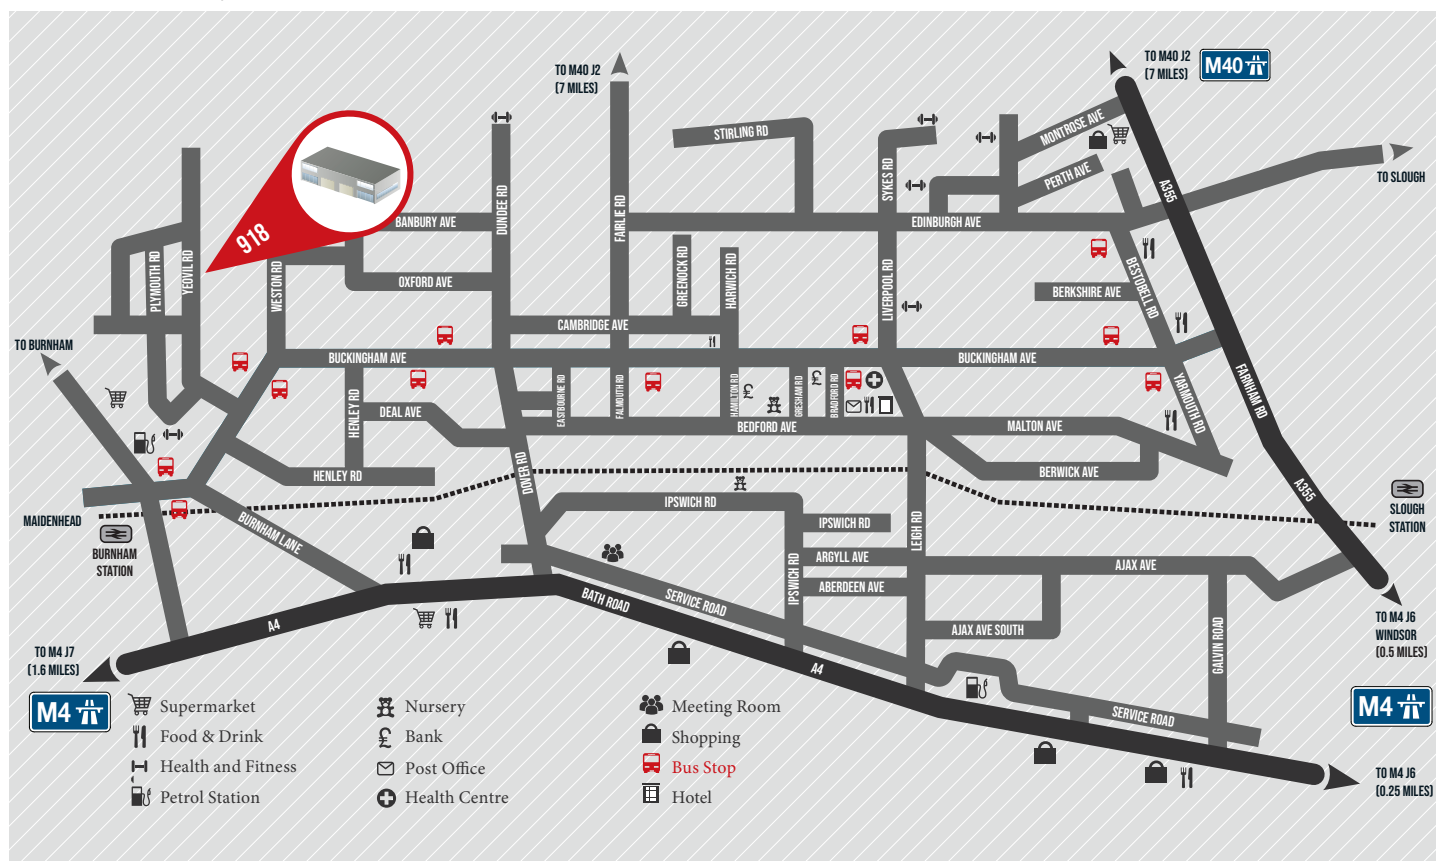 TO M40 J2
(7 MILES)
TO M40 J2
(7 MILES)
M40
STIRLING RD
MONTROSE AVE
PERTH AVE
SYKES RD
A355
TO SLOUGH
918
BANBURY AVE
DUNDEE RD
FAIRLIE RD
EDINBURGH AVE
PLYMOUTH RD
YEOVIL RD
WESTON RD
OXFORD AVE
GREENOCK RD
HARWICH RD
LIVERPOOL RD
BERKSHIRE AVE
BESTOBELL RD
CAMBRIDGE AVE
TO BURNHAM
BUCKINGHAM AVE
BUCKINGHAM AVE
FARNHAM RD
HENLEY RD
DEAL AVE
EASTBOURNE RD
FALMOUTH RD
HAMILTON RD
GRESHAM RD
BRADFORD RD
YARMOUTH RD
BEDFORD AVE
MALTON AVE
HENLEY RD
DOVER RD
BERWICK AVE
A355
MAIDENHEAD
BURNHAM
STATION
BURNHAM LANE
IPSWICH RD
IPSWICH RD
LEIGH RD
SLOUGH
STATION
ARGYLL AVE
AJAX AVE
IPSWICH RD
ABERDEEN AVE
BATH ROAD
SERVICE ROAD
A4
AJAX AVE SOUTH
GALVIN ROAD
TO M4 J6
WINDSOR
(0.5 MILES)
TO M4 J7
(1.6 MILES)
M4
A4
SERVICE ROAD
M4
TO M4 J6
(0.25 MILES)
Supermarket
Food & Drink
Health and Fitness
Petrol Station
Nursery
Bank
Post Office
Health Centre
Meeting Room
Shopping
Bus Stop
Hotel